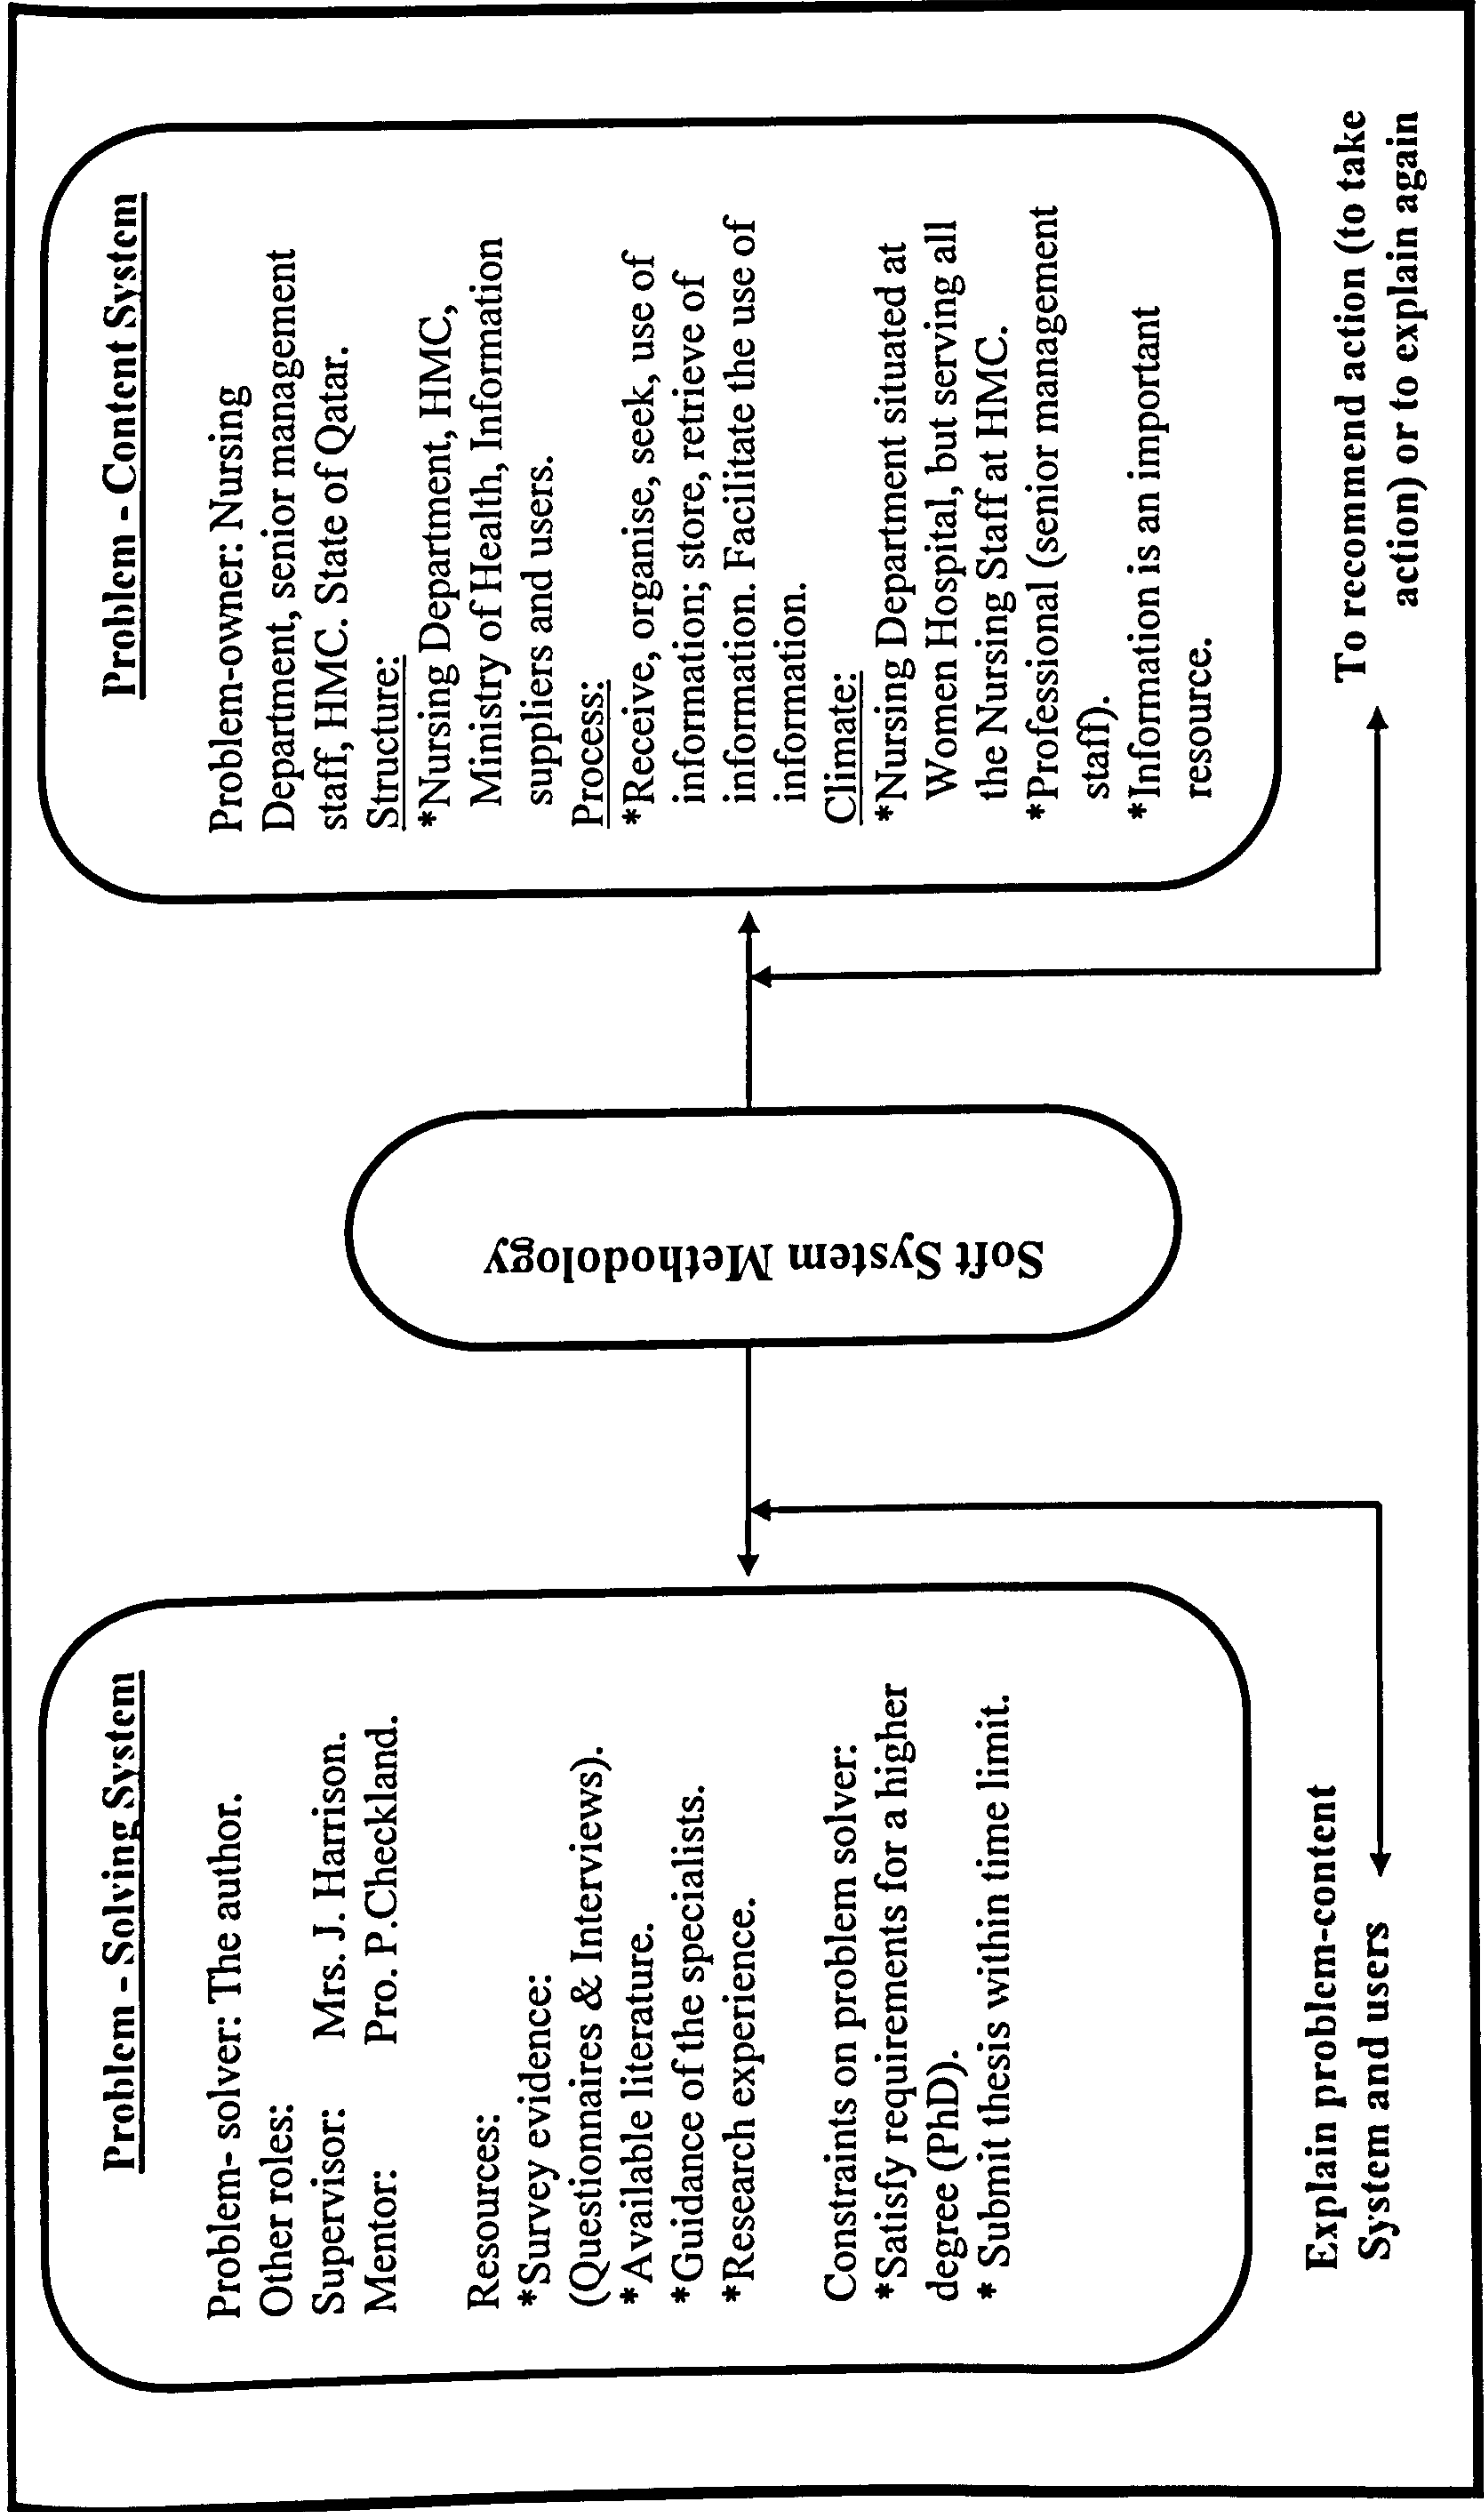 Problem - Solving System
Problem- solver: The author.
Other roles:
Supervisor: Mrs. J. Harrison.
Mentor: Pro. P.Checkland.
Resources:
*Survey evidence:
(Questionnaires & Interviews).
* Available literature.
*Guidance of the specialists.
*Research experience.
Constraints on problem solver:
*Satisfy requirements for a higher
degree (PhD).
* Submit thesis within time limit.
Explain problem-content
System and users
Soft System Methodology
Problem - Content System
Problem-owner: Nursing
Department, senior management
staff, HMC. State of Qatar.
Structure:
*Nursing Department, HMC,
Ministry of Health, Information
suppliers and users.
Process:
*Receive, organise, seek, use of
information; store, retrieve of
information. Facilitate the use of
information.
Climate:
*Nursing Department situated at
Women Hospital, but serving all
the Nursing Staff at HMC.
*Professional (senior management
staff).
*Information is an important
resource.
To recommend action (to take
action) or to explain again